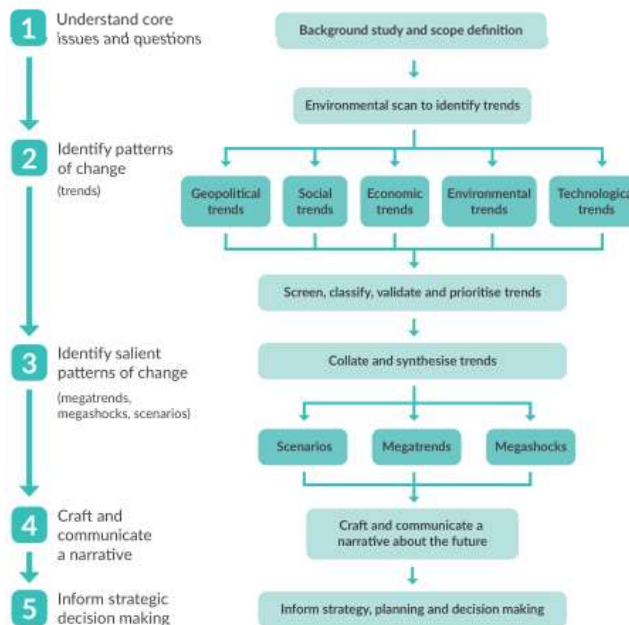 1
Understand core
issues and questions
Background study and scope definition
Environmental scan to identify trends
2
Identify patterns
of change
(trends)
Geopolitical
trends
Social
trends
Economic
trends
Environmental
trends
Technologica
trends
Screen, classify, validate and prioritise trends
3
Identify salient
patterns of change
(megatrends,
megashocks, scenarios)
Collate and synthesise trends
Scenarios
Megatrends
Megashocks
4
Craft and
communicate
a narrative
Craft and communicate a
narrative about the future
5
Inform strategic
decision making
Inform strategy, planning and decision making